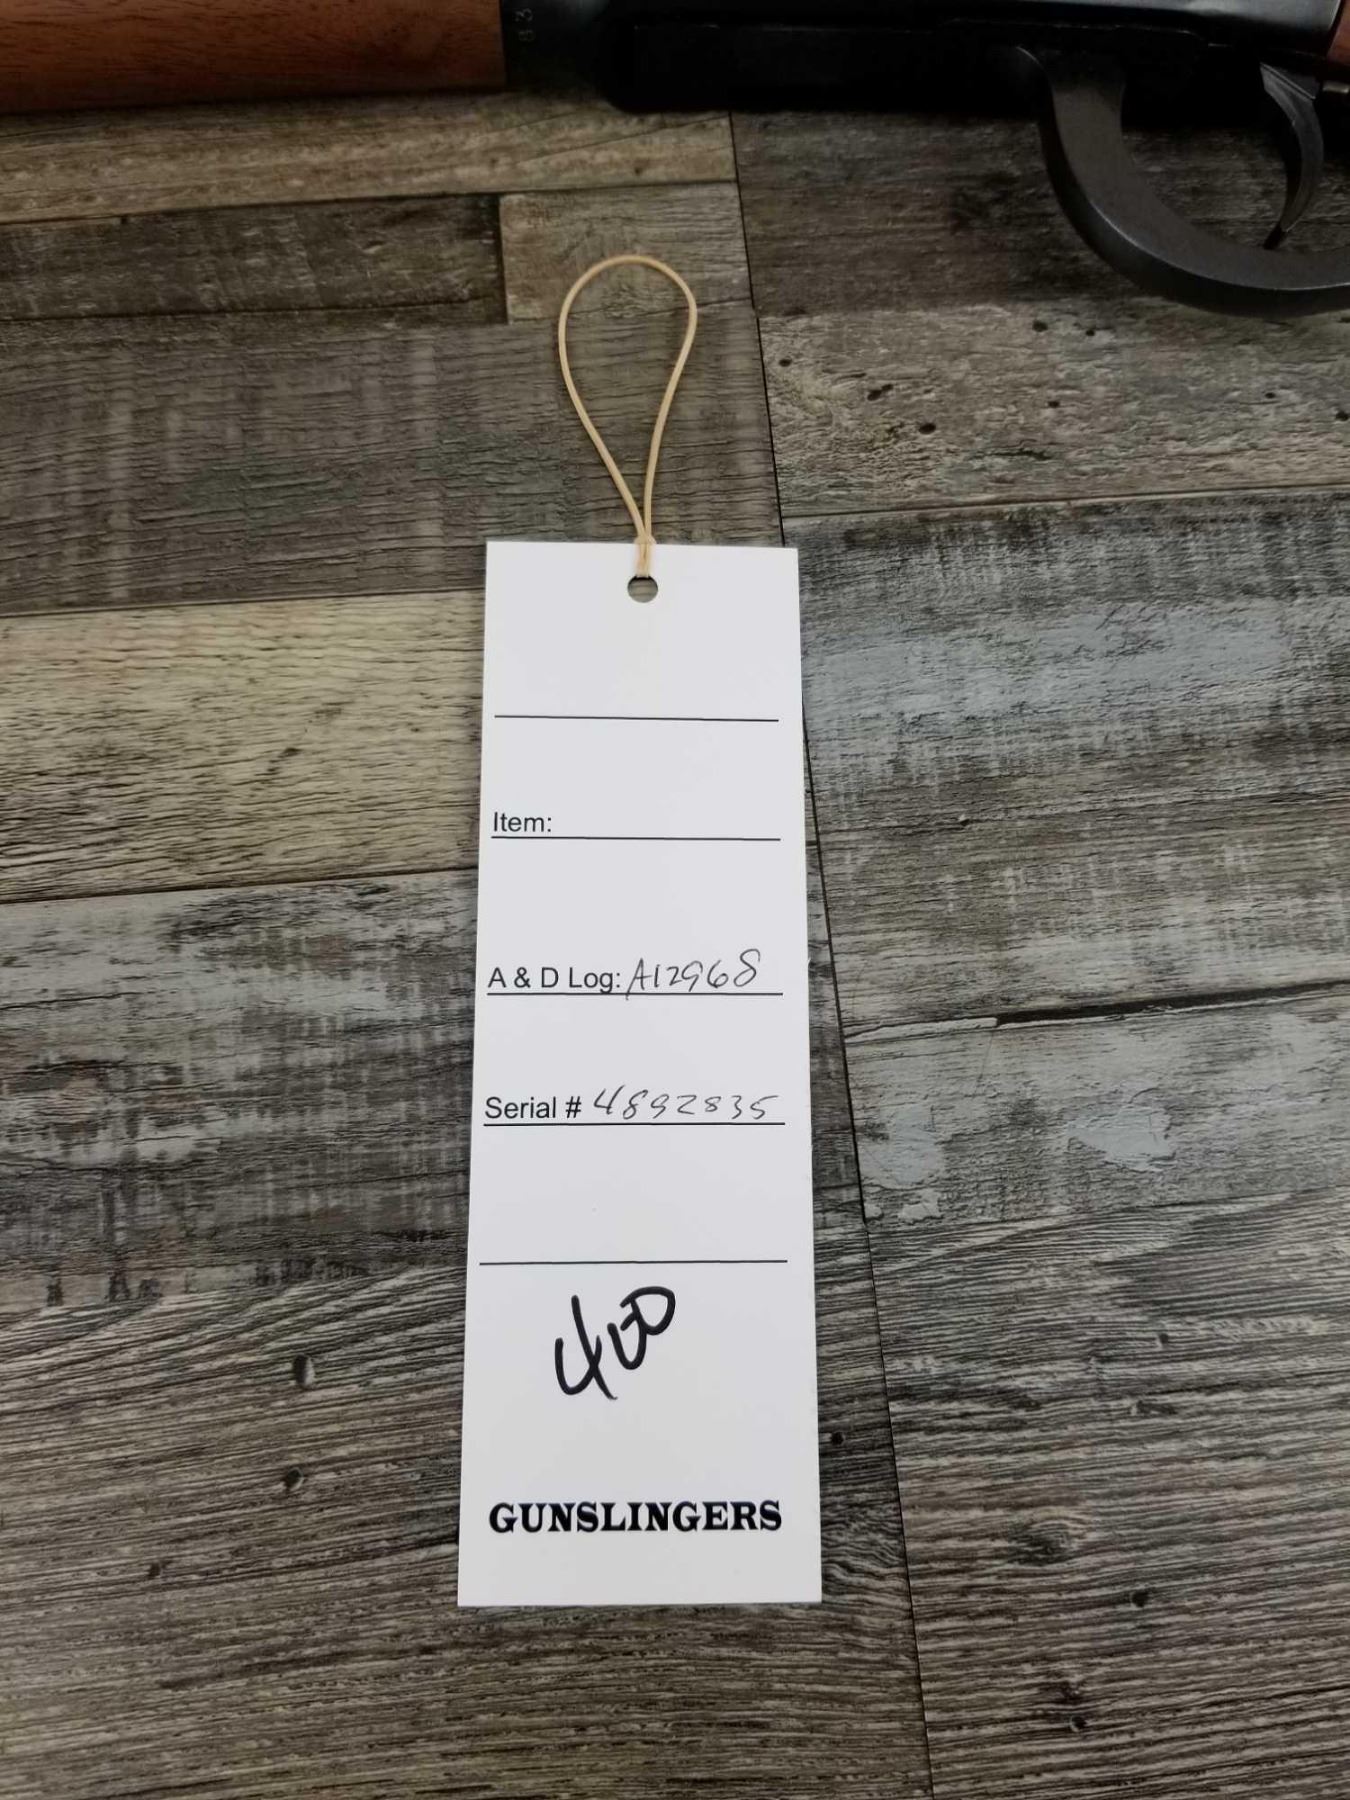 Item:
A & D Log: A12968
Serial # 4892835
400
GUNSLINGERS